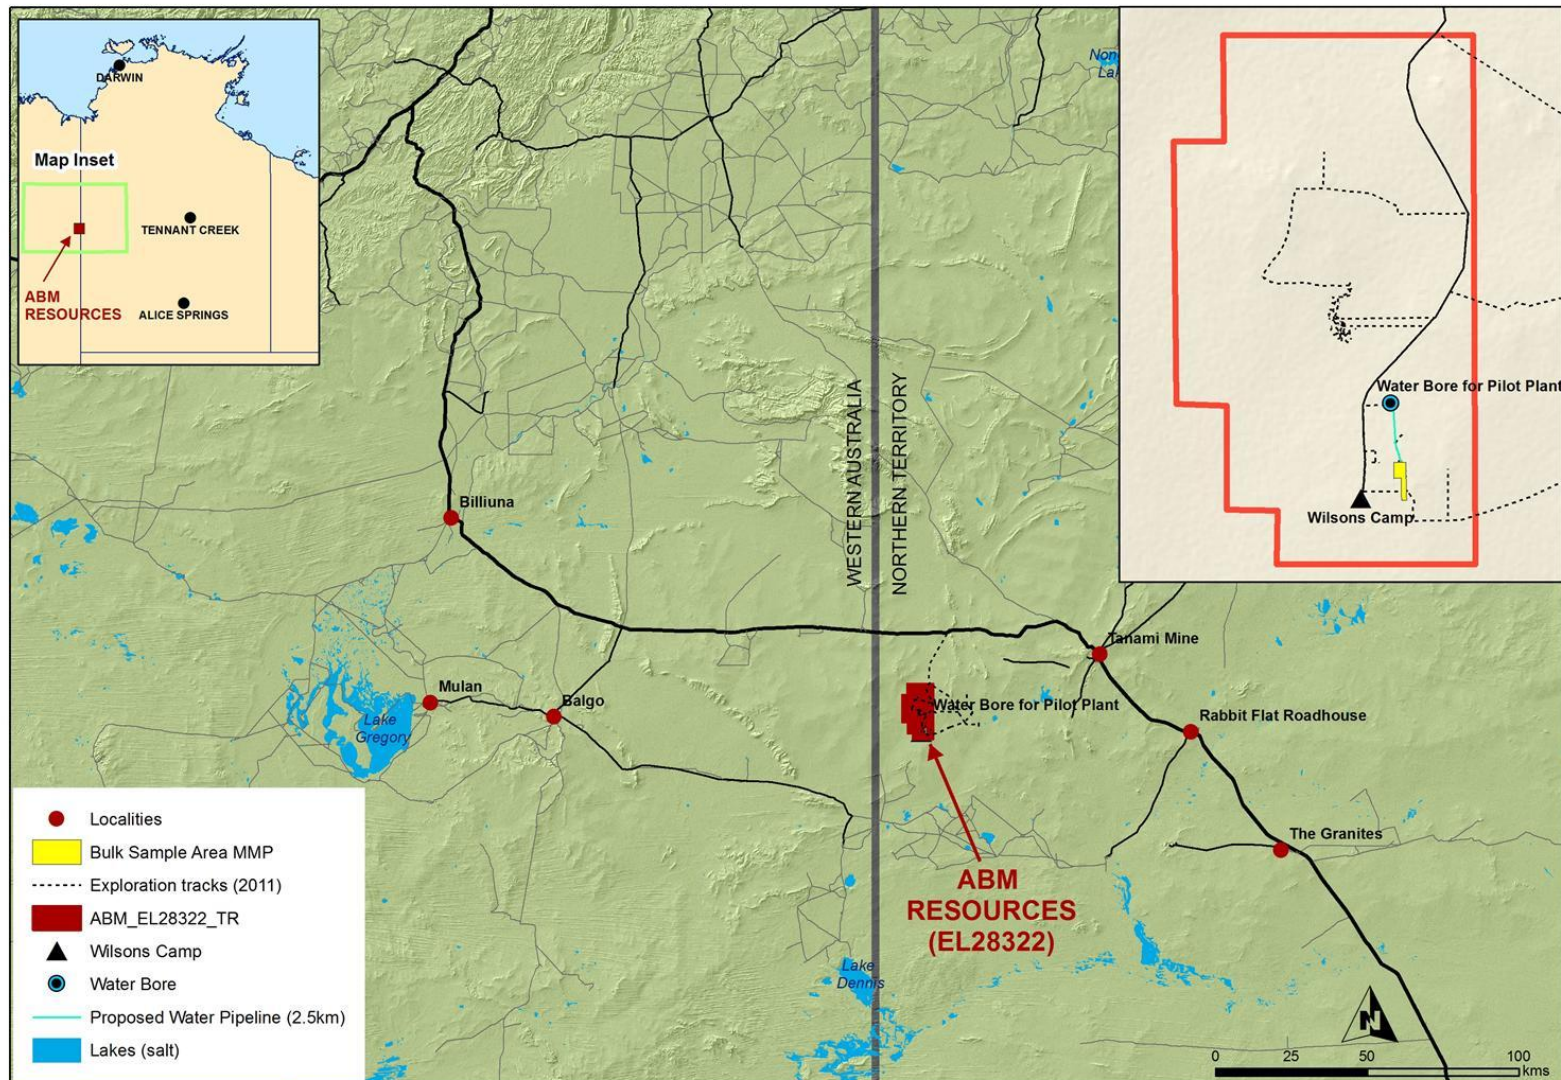 DARWIN
Map Inset
TENNANT CREEK
ABM
RESOURCES
ALICE SPRINGS
Non
Lak
Water Bore for Pilot Plant
Wilsons Camp
WESTERN AUSTRALIA
NORTHERN TERRITORY
Billiuna
Tanami Mine
Mulan
Balgo
Lake
Gregory
Water Bore for Pilot Plant
Rabbit Flat Roadhouse
The Granites
ABM
RESOURCES
(EL28322)
Lake
Dennis
Localities
Bulk Sample Area MMP
Exploration tracks (2011)
ABM_EL28322_TR
Wilsons Camp
Water Bore
Proposed Water Pipeline (2.5km)
Lakes (salt)
N
0 25 50 100
kms